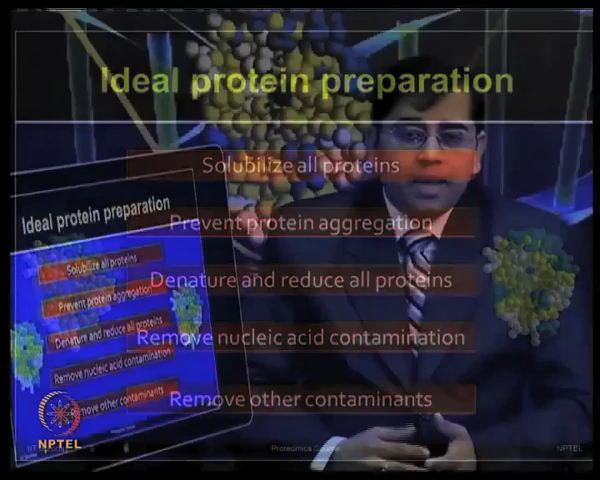 Ideal protein preparation
Solubilize all proteins
Prevent protein aggregation
Denature and reduce all proteins
Remove nucleic acid contamination
Remove other contaminants
Ideal protein preparation
Solubilize all proteins
Prevent protein aggregation
Denature and reduce all proteins
Remove nucleic acid contamination
Remove other contaminants
NPTEL
Proteomics Course
NPTEL